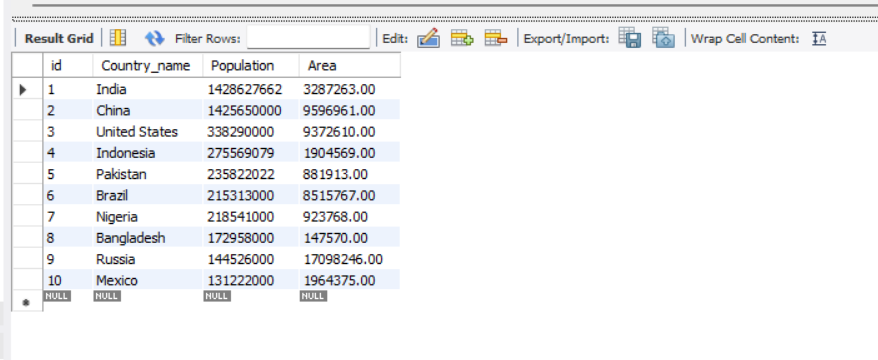 Result Grid Filter Rows: Edit: Export/Import: Wrap Cell Content: IA
id Country_name Population Area
1 India 1428627662 3287263.00
2 China 1425650000 9596961.00
3 United States 338290000 9372610.00
4 Indonesia 275569079 1904569.00
5 Pakistan 235822022 881913.00
6 Brazil 215313000 8515767.00
7 Nigeria 218541000 923768.00
8 Bangladesh 172958000 147570.00
9 Russia 144526000 17098246.00
10 Mexico 131222000 1964375.00
NULL NULL NULL NULL